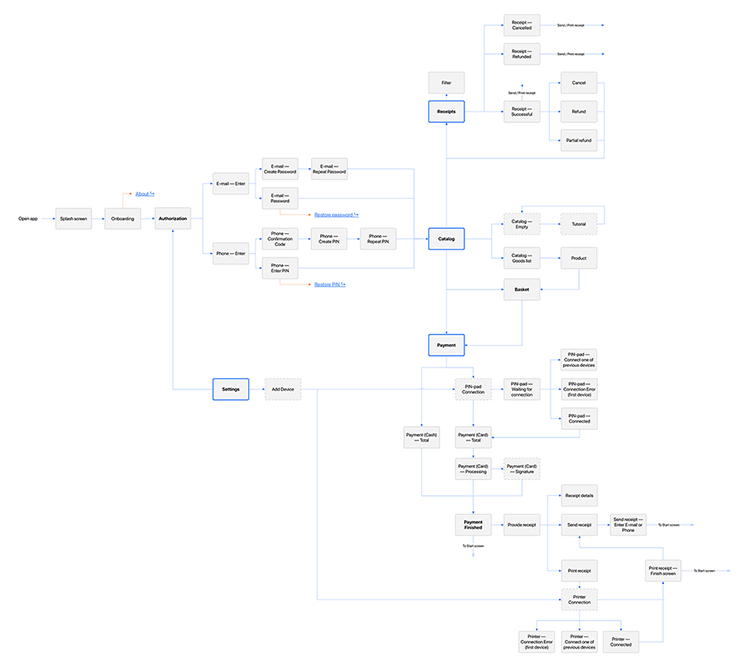 Receipt —
Cancelled
Send / Print receipt
Receipt —
Refunded
Send / Print receipt
Filter
Send / Print receipt
Cancel
Receipts
Receipt —
Successful
Refund
Partial refund
E-mail —
Create Password
E-mail —
Repeat Password
E-mail — Enter
About
E-mail —
Password
Open app
Splash screen
Onboarding
Authorization
Restore password
Catalog —
Empty
Tutorial
Phone —
Confirmation
Code
Phone —
Create PIN
Phone —
Repeat PIN
Catalog
Phone — Enter
Phone —
Enter PIN
Catalog —
Goods list
Product
Restore PIN
Basket
Payment
PIN-pad —
Connect one of
previous devices
Settings
Add Device
PIN-pad
Connection
PIN-pad —
Waiting for
connection
PIN-pad —
Connection Error
(first device)
PIN-pad —
Connected
Payment (Cash)
— Total
Payment (Card)
— Total
Payment (Card)
— Processing
Payment (Card)
— Signature
Receipt details
Payment
Finished
Provide receipt
Send receipt
Send receipt —
Enter E-mail or
Phone
To Start screen
To Start screen
Print receipt
Print receipt —
Finish screen
To Start screen
Printer
Connection
Printer —
Connection Error
(first device)
Printer —
Connect one of
previous devices
Printer —
Connected